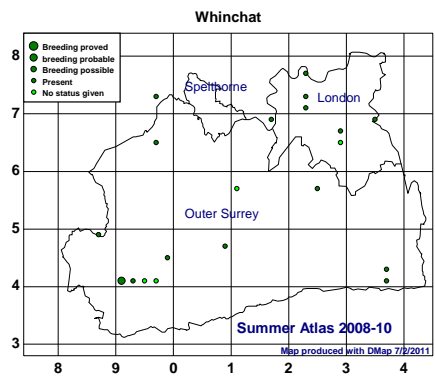 Whinchat
Breeding proved
breeding probable
Breeding possible
Present
No status given
Spelthorne
London
Outer Surrey
Summer Atlas 2008-10
Map produced with DMap 7/2/2011
8
7
6
5
4
3
8 9 0 1 2 3 4